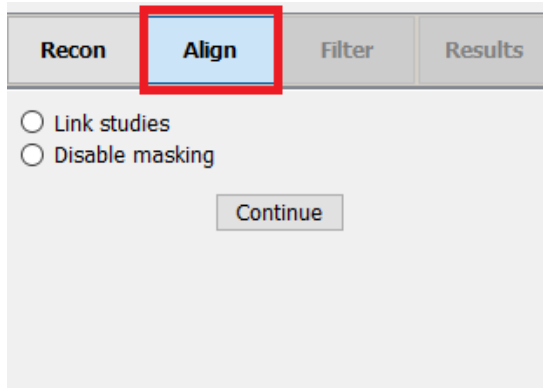 Recon Align Filter Results
Link studies
Disable masking
Continue